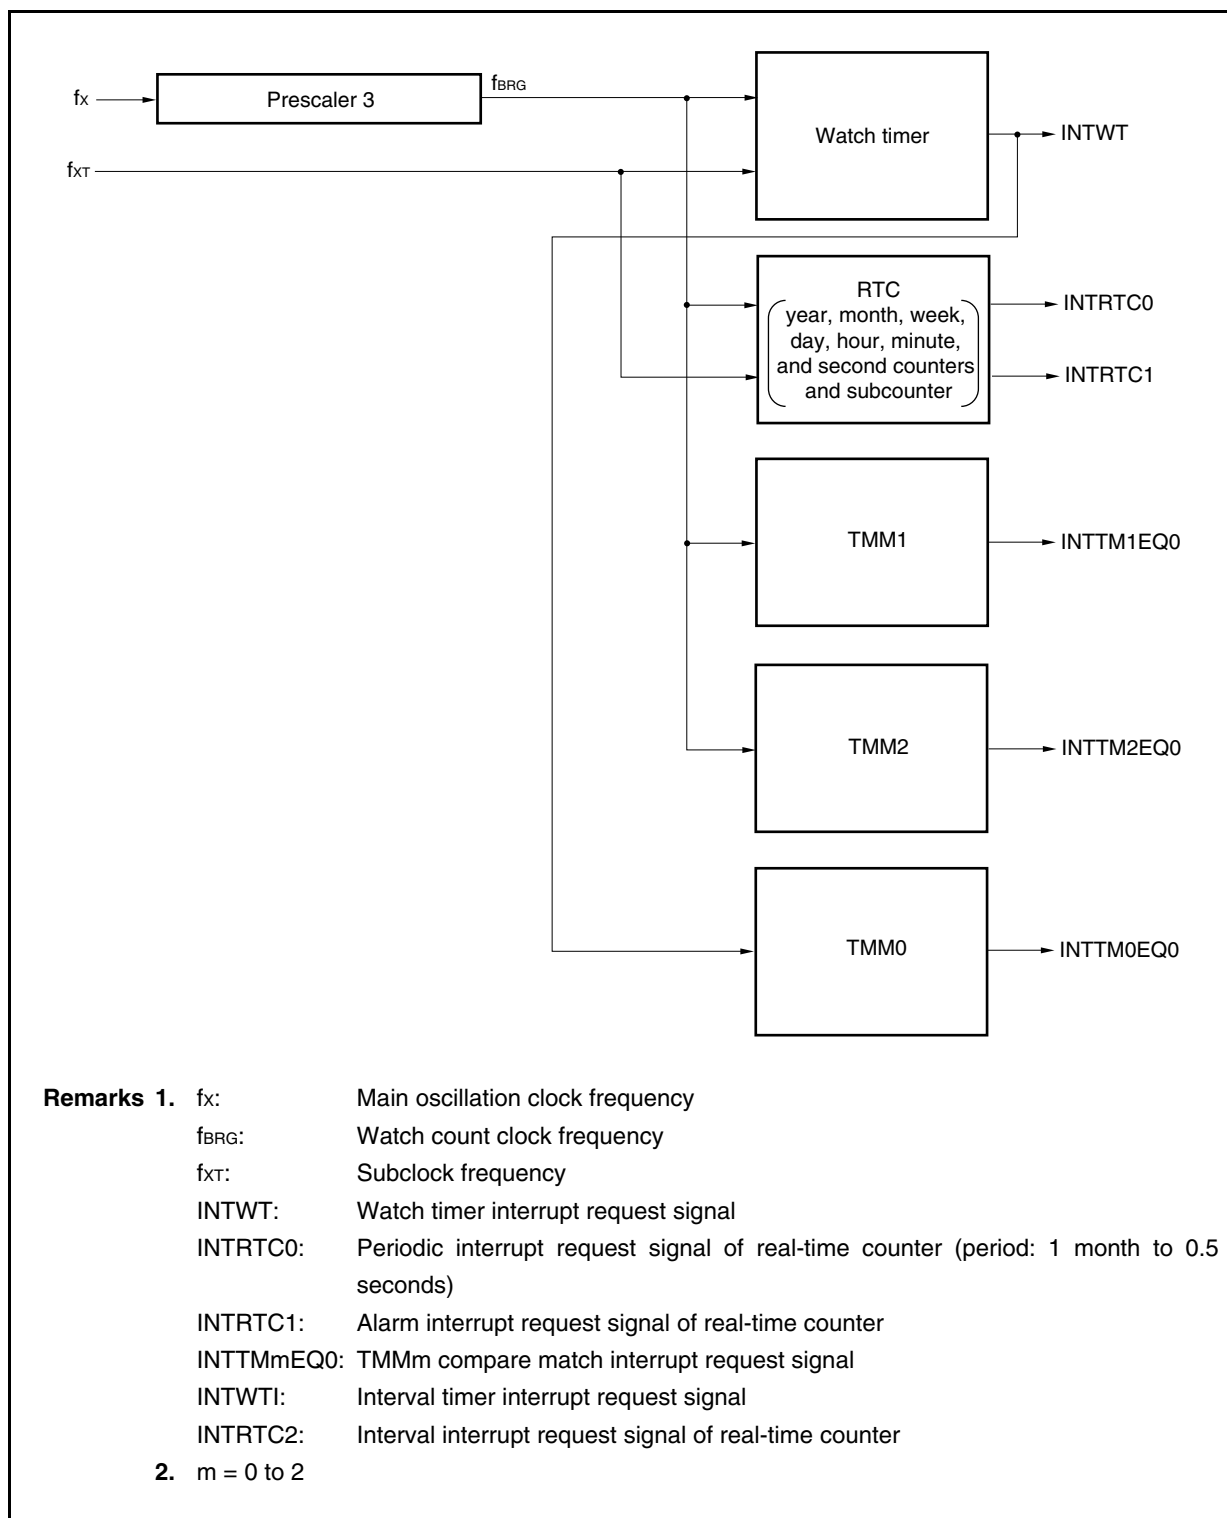 fX
Prescaler 3
fBRG
fXT
Watch timer
INTWT
RTC
year, month, week,
day, hour, minute,
and second counters
and subcounter
INTRTC0
INTRTC1
TMM1
INTTM1EQ0
TMM2
INTTM2EQ0
TMM0
INTTM0EQ0
Remarks 1. fX: Main oscillation clock frequency
fBRG: Watch count clock frequency
fXT: Subclock frequency
INTWT: Watch timer interrupt request signal
INTRTC0: Periodic interrupt request signal of real-time counter (period: 1 month to 0.5
seconds)
INTRTC1: Alarm interrupt request signal of real-time counter
INTTMmEQ0: TMMm compare match interrupt request signal
INTWTI: Interval timer interrupt request signal
INTRTC2: Interval interrupt request signal of real-time counter
2. m = 0 to 2